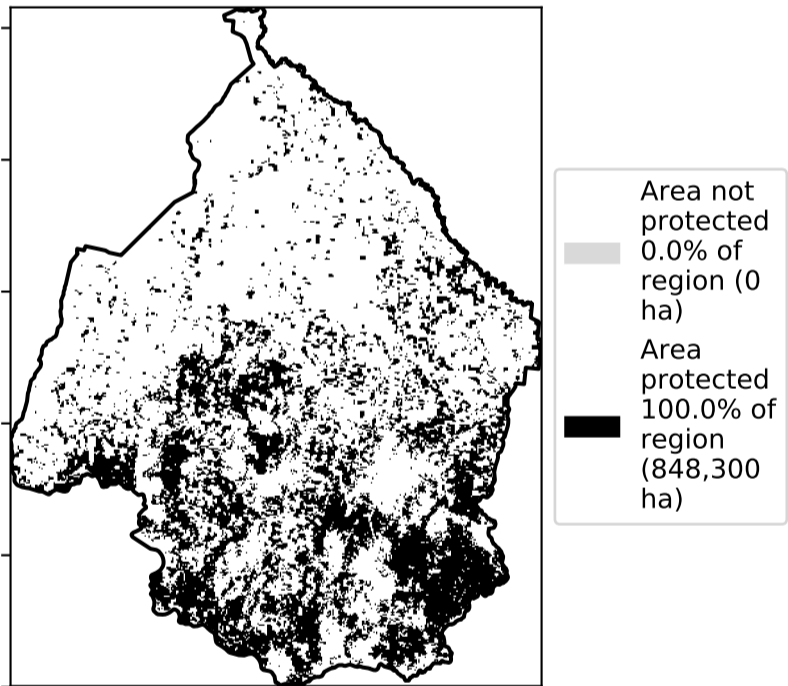 Area not
protected
0.0% of
region (0
ha)
Area
protected
100.0% of
region
(848,300
ha)